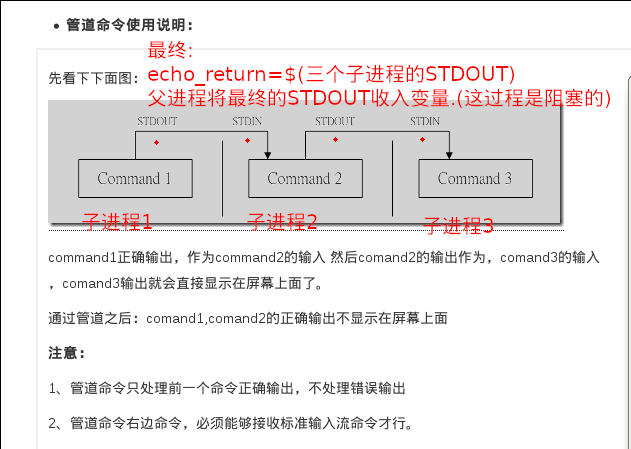 • 管道命令使用说明：
最终:
先看下下面图：
echo_return=$(三个子进程的STDOUT)
父进程将最终的STDOUT收入变量.(这过程是阻塞的)
STDOUT STDIN STDOUT STDIN
Command 1 Command 2 Command 3
子进程1 子进程2 子进程3
command1正确输出，作为command2的输入 然后comand2的输出作为，comand3的输入
，comand3输出就会直接显示在屏幕上面了。
通过管道之后：comand1,comand2的正确输出不显示在屏幕上面
注意：
1、管道命令只处理前一个命令正确输出，不处理错误输出
2、管道命令右边命令，必须能够接收标准输入流命令才行。